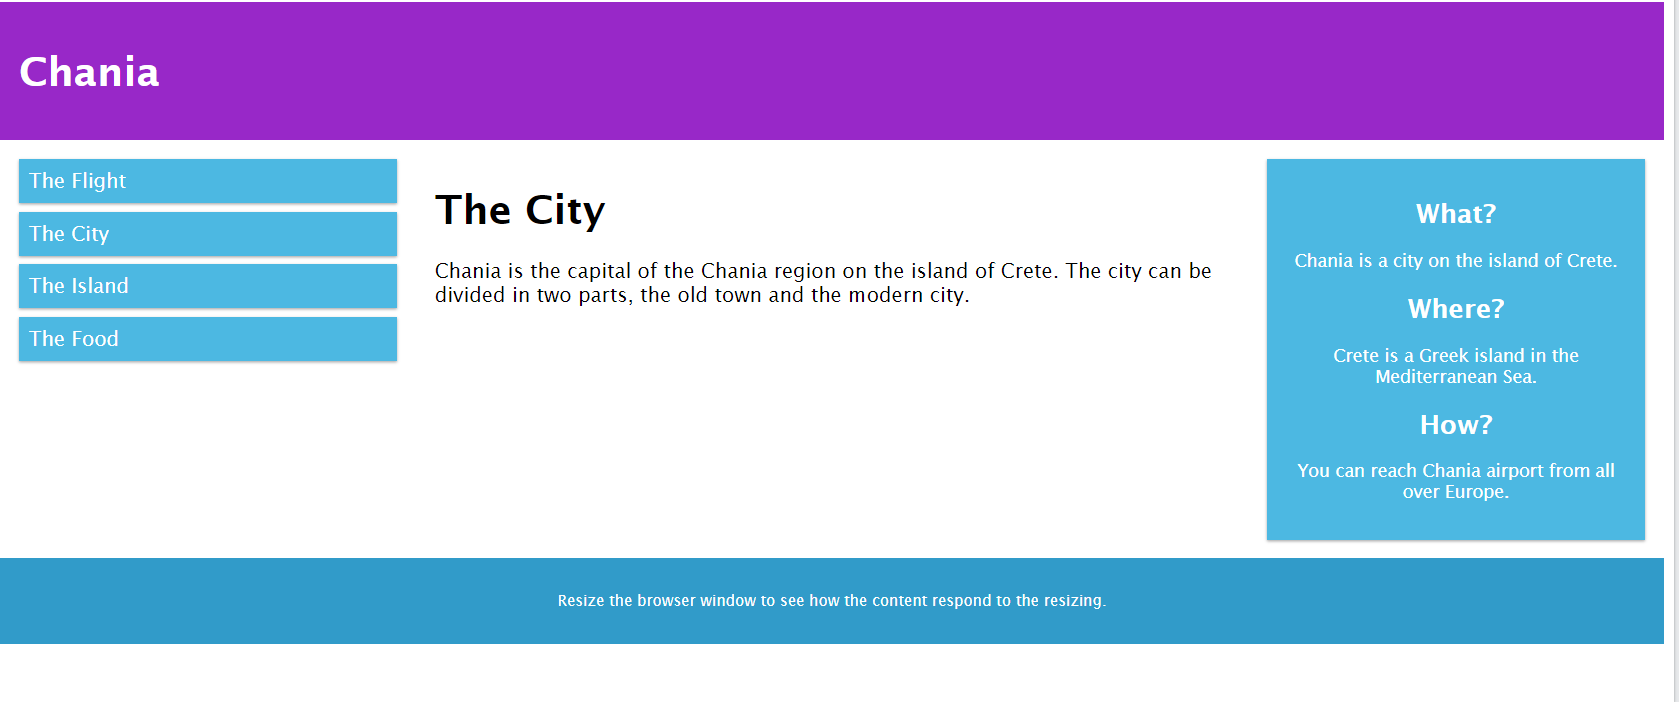 Chania
The Flight
The City
The Island
The Food
The City
Chania is the capital of the Chania region on the island of Crete. The city can be
divided in two parts, the old town and the modern city.
What?
Chania is a city on the island of Crete.
Where?
Crete is a Greek island in the
Mediterranean Sea.
How?
You can reach Chania airport from all
over Europe.
Resize the browser window to see how the content respond to the resizing.